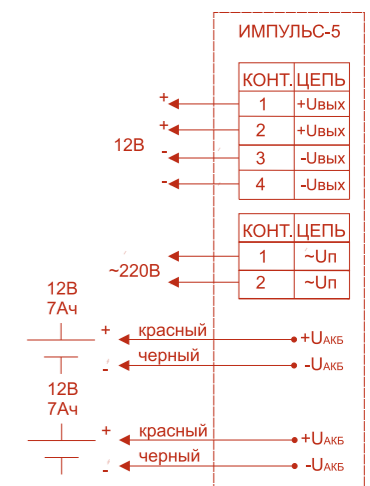 ИМПУЛЬС-5
КОНТ. ЦЕПЬ
+ 1 +Uвых
+ 2 +Uвых
12В
- 3 -Uвых
- 4 -Uвых
КОНТ. ЦЕПЬ
1 ~Uп
~220В
2 ~Uп
12В
7Ач
+ красный +UАКБ
- черный -UАКБ
12В
7Ач
+ красный +UАКБ
- черный -UАКБ